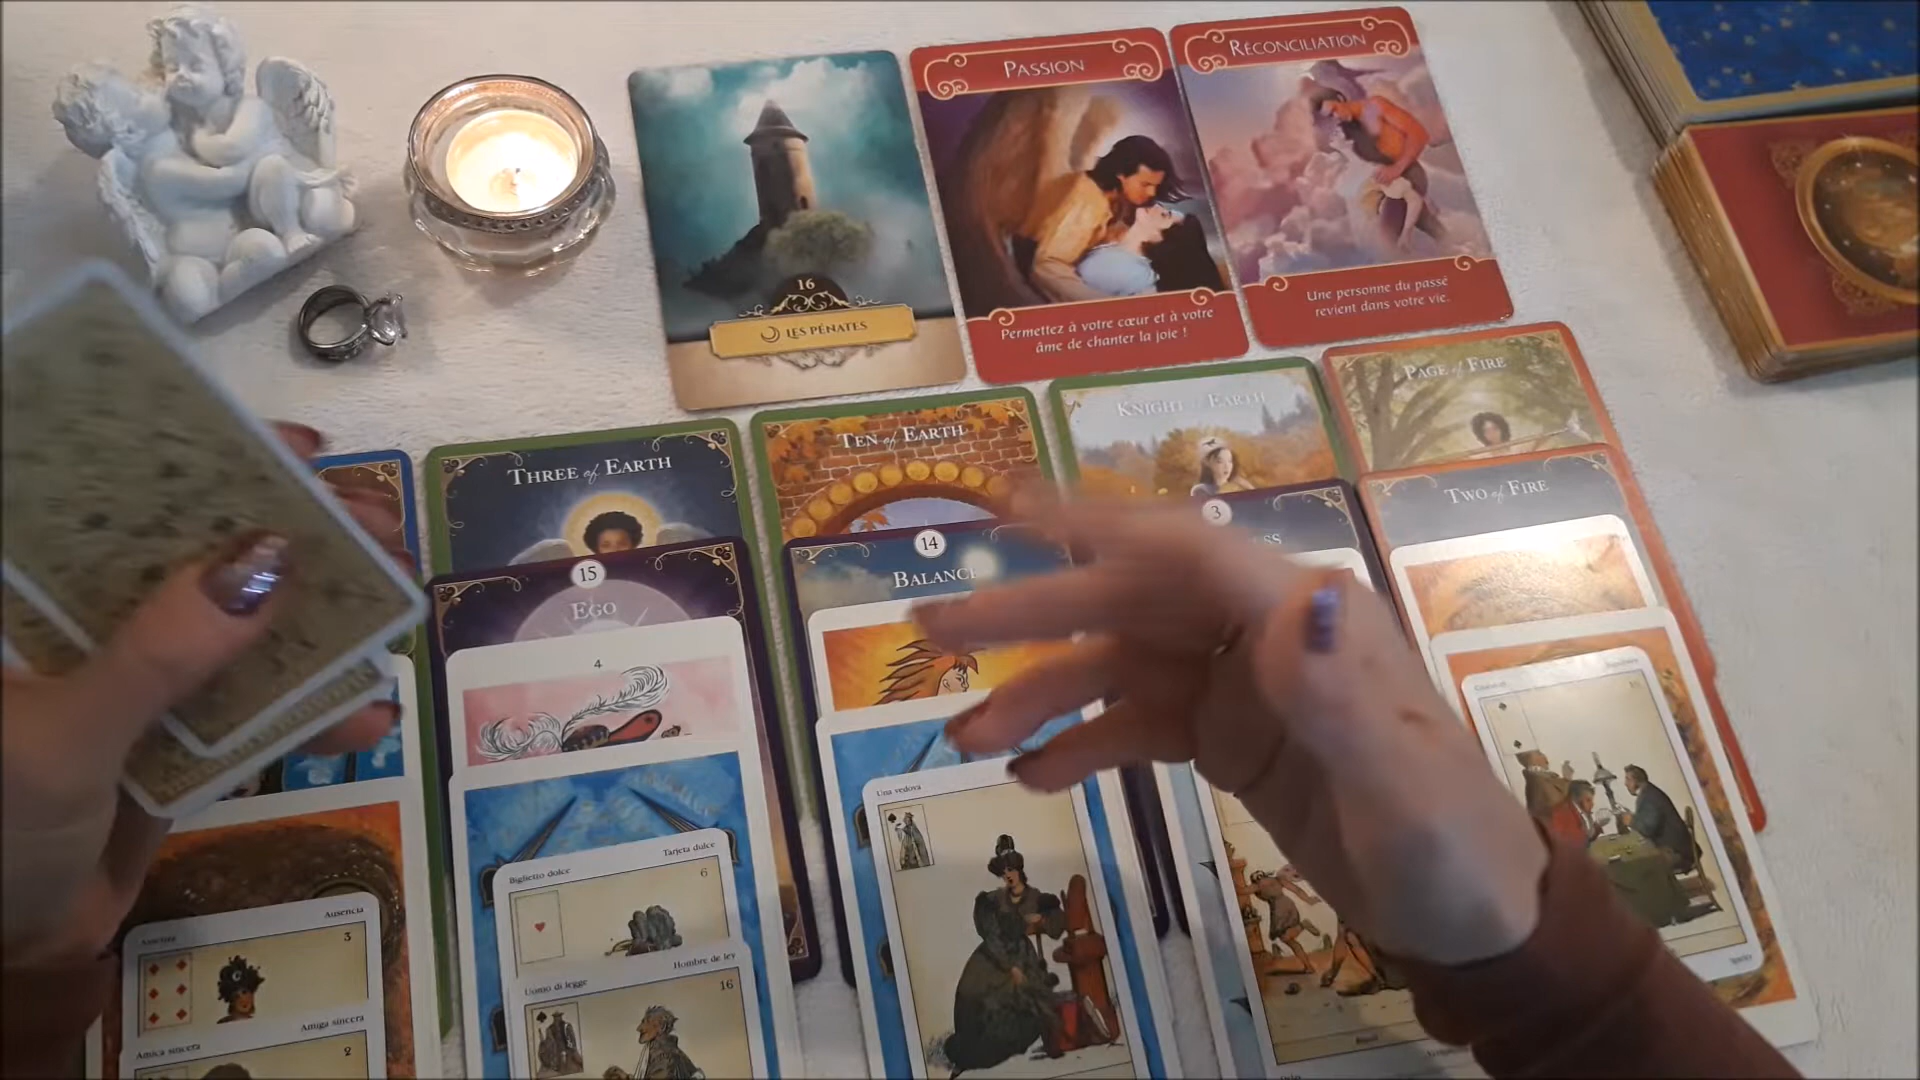 PASSION
RÉCONCILIATION
16
LES PÉNATES
Permettez à votre cœur et à votre
âme de chanter la joie !
Une personne du passé
revient dans votre vie.
THREE of EARTH
TEN of EARTH
KNIGHT of EARTH
PAGE of FIRE
15
EGO
14
BALANCE
3
SS
TWO of FIRE
4
Una vedova
Biglietto dolce
Tarjeta dulce
6
Uomo di legge
Hombre de ley
16
Assenza
Ausencia
3
Amica sincera
Amiga sincera
2